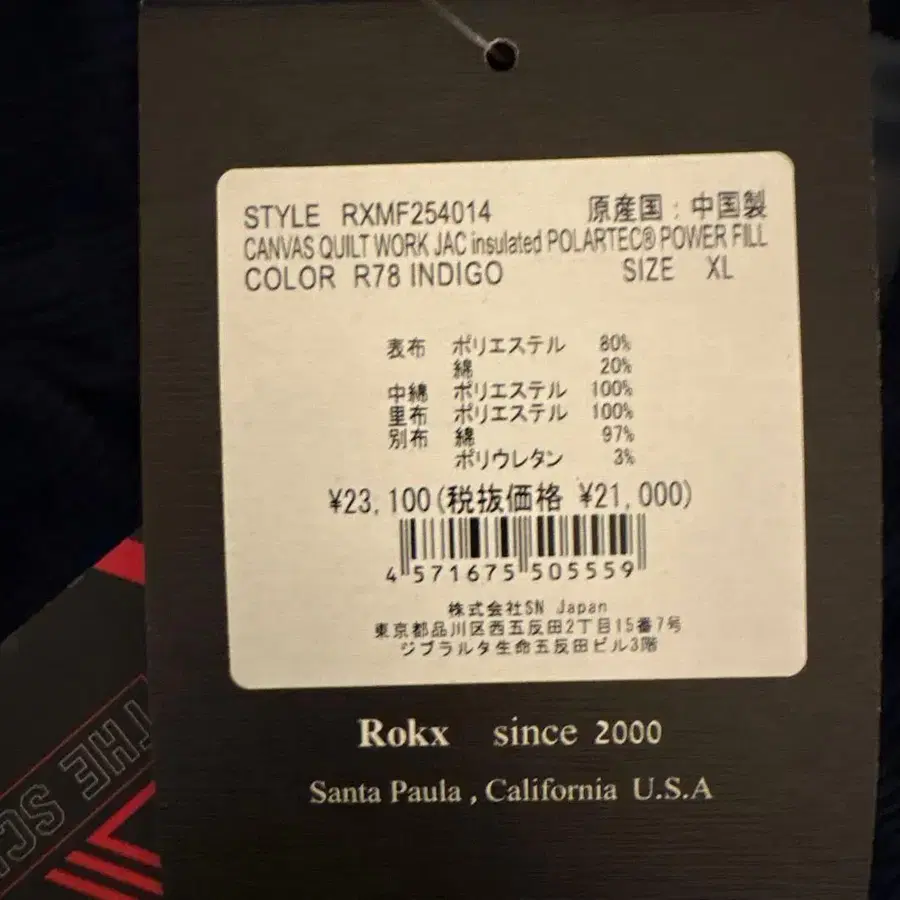 STYLE RXMF254014 原産国：中国製
CANVAS QUILT WORK JAC insulated POLARTEC® POWER FILL
COLOR R78 INDIGO SIZE XL
表布 ポリエステル 80%
綿 20%
中綿 ポリエステル 100%
里布 ポリエステル 100%
別布 綿 97%
ポリウレタン 3%
¥23,100(税抜価格 ¥21,000)
4 571675 505559
株式会社SN Japan
東京都品川区西五反田2丁目15番7号
ジブラルタ生命五反田ビル3階
Rokx since 2000
Santa Paula , California U.S.A
THE